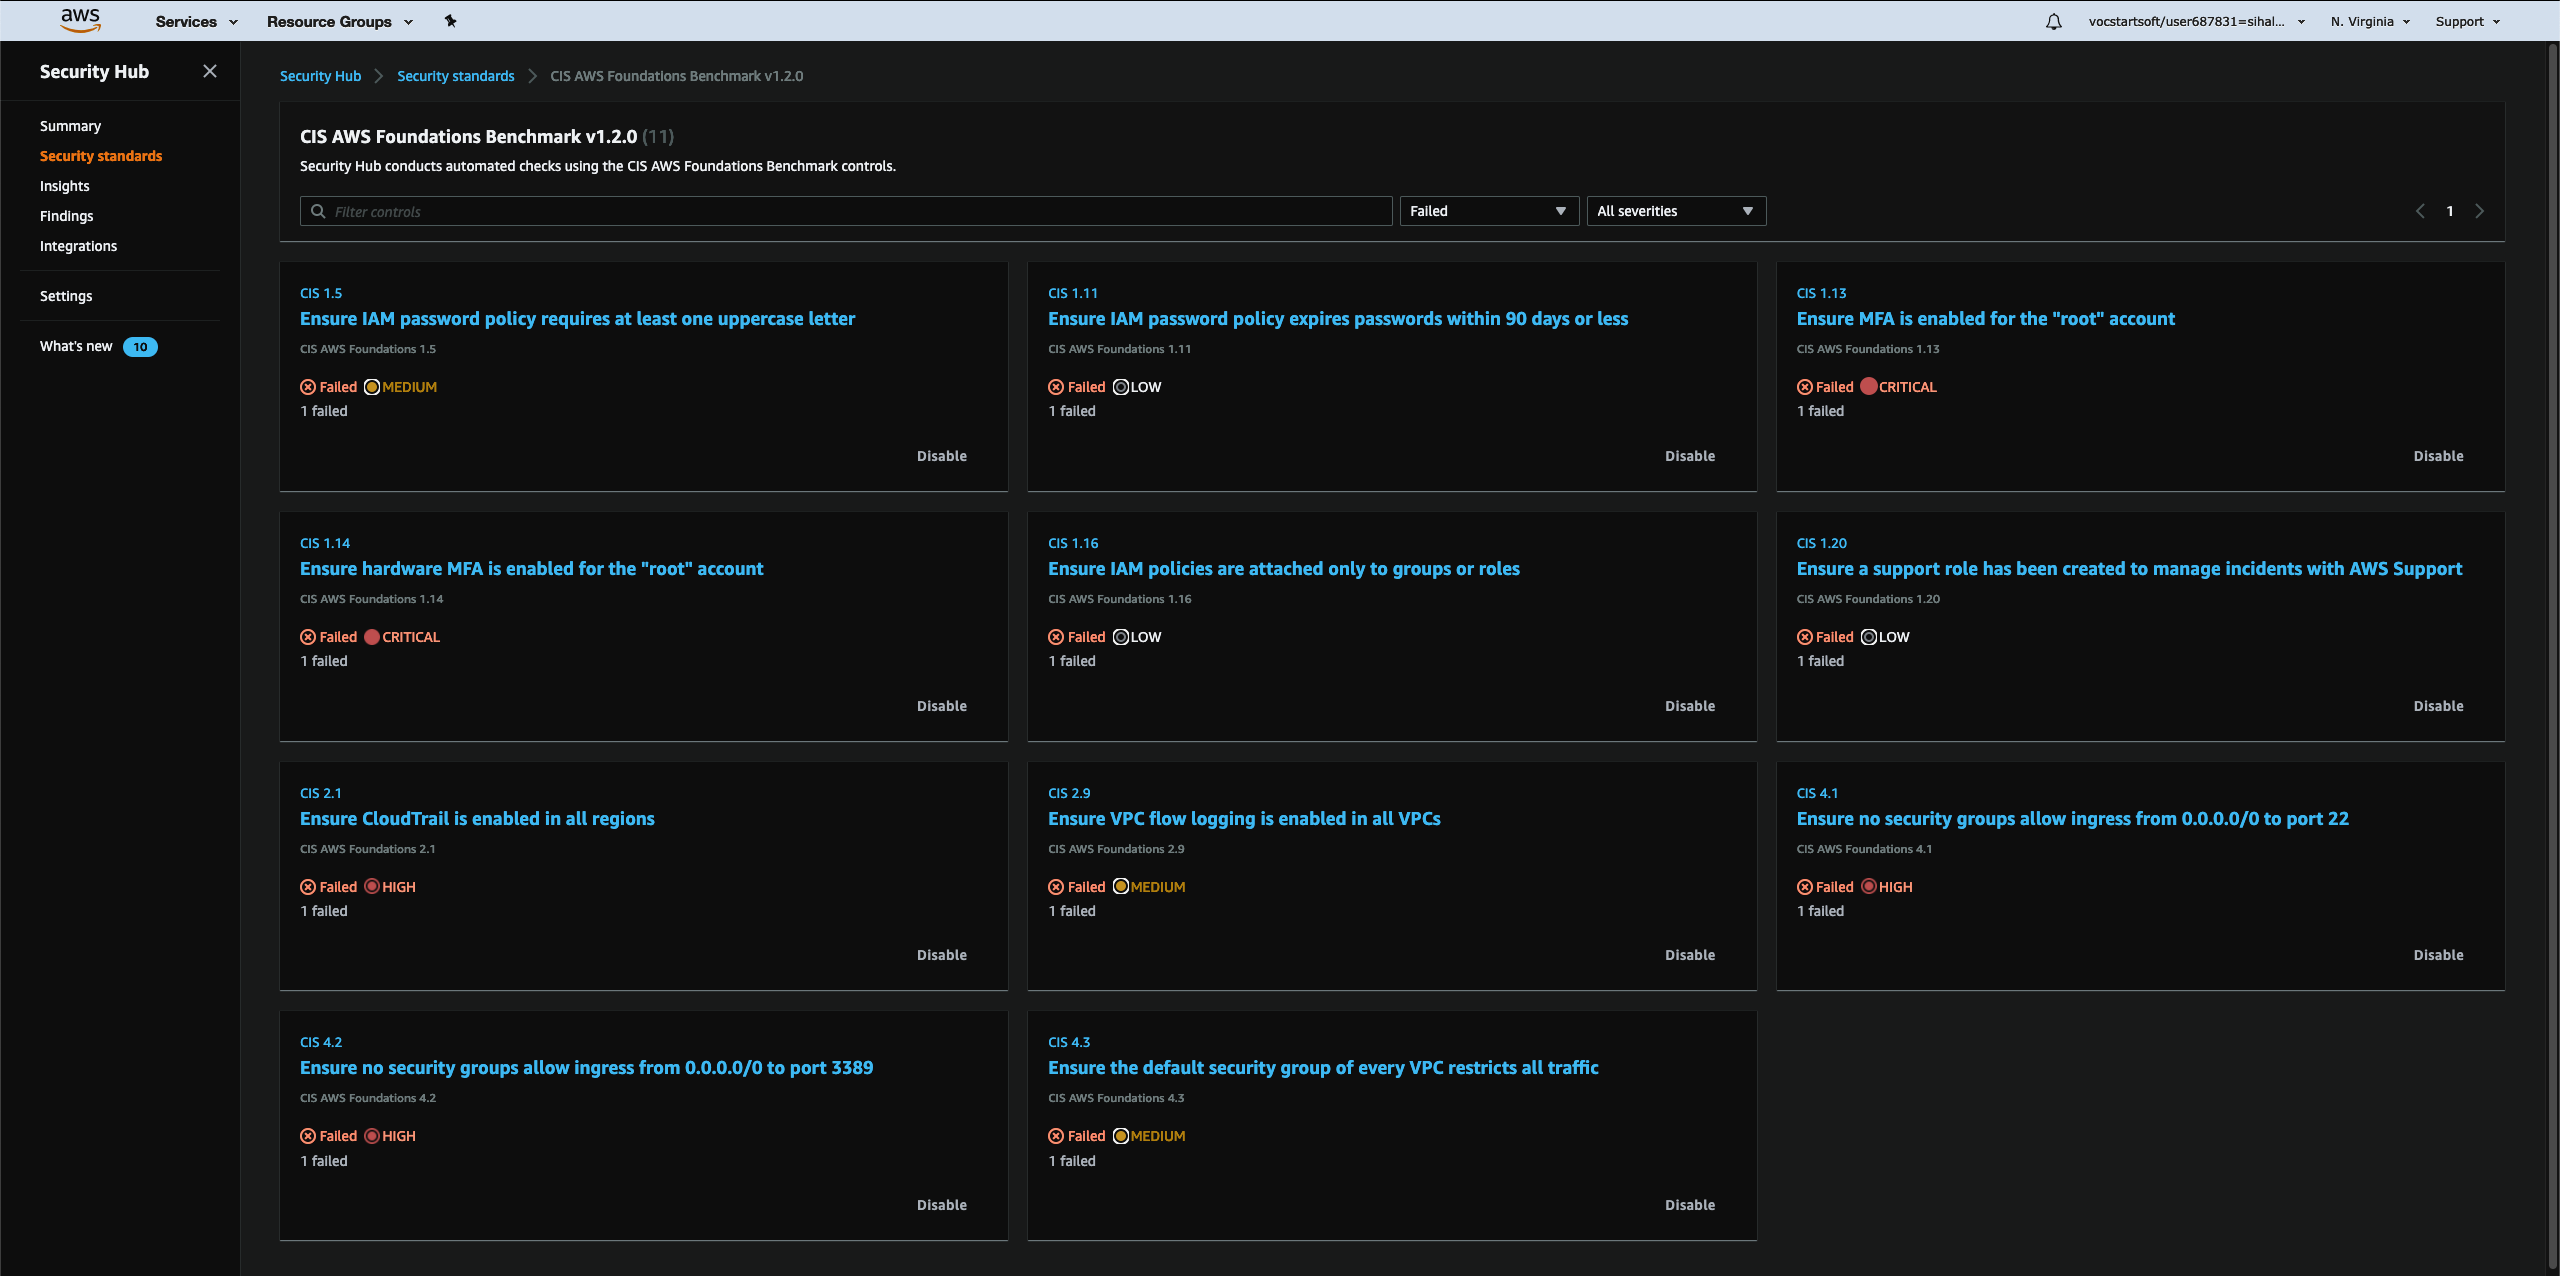 aws
Services
Resource Groups
vocstartsoft/user687831=sihal...
N. Virginia
Support
Security Hub
Summary
Security standards
Insights
Findings
Integrations
Settings
What's new 10
Security Hub
Security standards
CIS AWS Foundations Benchmark v1.2.0
CIS AWS Foundations Benchmark v1.2.0 (11)
Security Hub conducts automated checks using the CIS AWS Foundations Benchmark controls.
Filter controls
Failed
All severities
1
CIS 1.5
Ensure IAM password policy requires at least one uppercase letter
CIS AWS Foundations 1.5
Failed MEDIUM
1 failed
Disable
CIS 1.11
Ensure IAM password policy expires passwords within 90 days or less
CIS AWS Foundations 1.11
Failed LOW
1 failed
Disable
CIS 1.13
Ensure MFA is enabled for the "root" account
CIS AWS Foundations 1.13
Failed CRITICAL
1 failed
Disable
CIS 1.14
Ensure hardware MFA is enabled for the "root" account
CIS AWS Foundations 1.14
Failed CRITICAL
1 failed
Disable
CIS 1.16
Ensure IAM policies are attached only to groups or roles
CIS AWS Foundations 1.16
Failed LOW
1 failed
Disable
CIS 1.20
Ensure a support role has been created to manage incidents with AWS Support
CIS AWS Foundations 1.20
Failed LOW
1 failed
Disable
CIS 2.1
Ensure CloudTrail is enabled in all regions
CIS AWS Foundations 2.1
Failed HIGH
1 failed
Disable
CIS 2.9
Ensure VPC flow logging is enabled in all VPCs
CIS AWS Foundations 2.9
Failed MEDIUM
1 failed
Disable
CIS 4.1
Ensure no security groups allow ingress from 0.0.0.0/0 to port 22
CIS AWS Foundations 4.1
Failed HIGH
1 failed
Disable
CIS 4.2
Ensure no security groups allow ingress from 0.0.0.0/0 to port 3389
CIS AWS Foundations 4.2
Failed HIGH
1 failed
Disable
CIS 4.3
Ensure the default security group of every VPC restricts all traffic
CIS AWS Foundations 4.3
Failed MEDIUM
1 failed
Disable